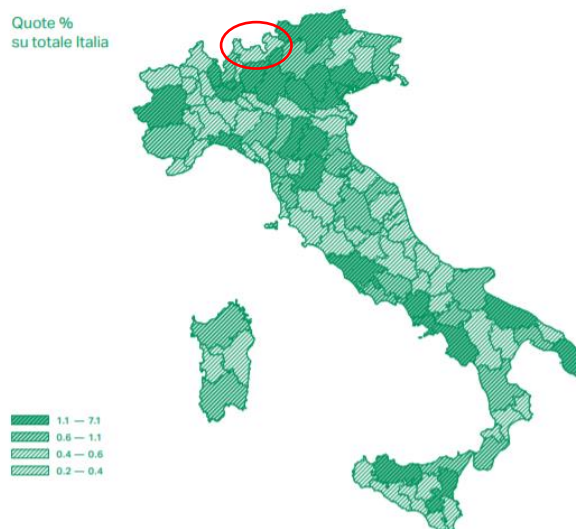 Quote %
su totale Italia
1.1 — 7.1
0.6 — 1.1
0.4 — 0.6
0.2 — 0.4